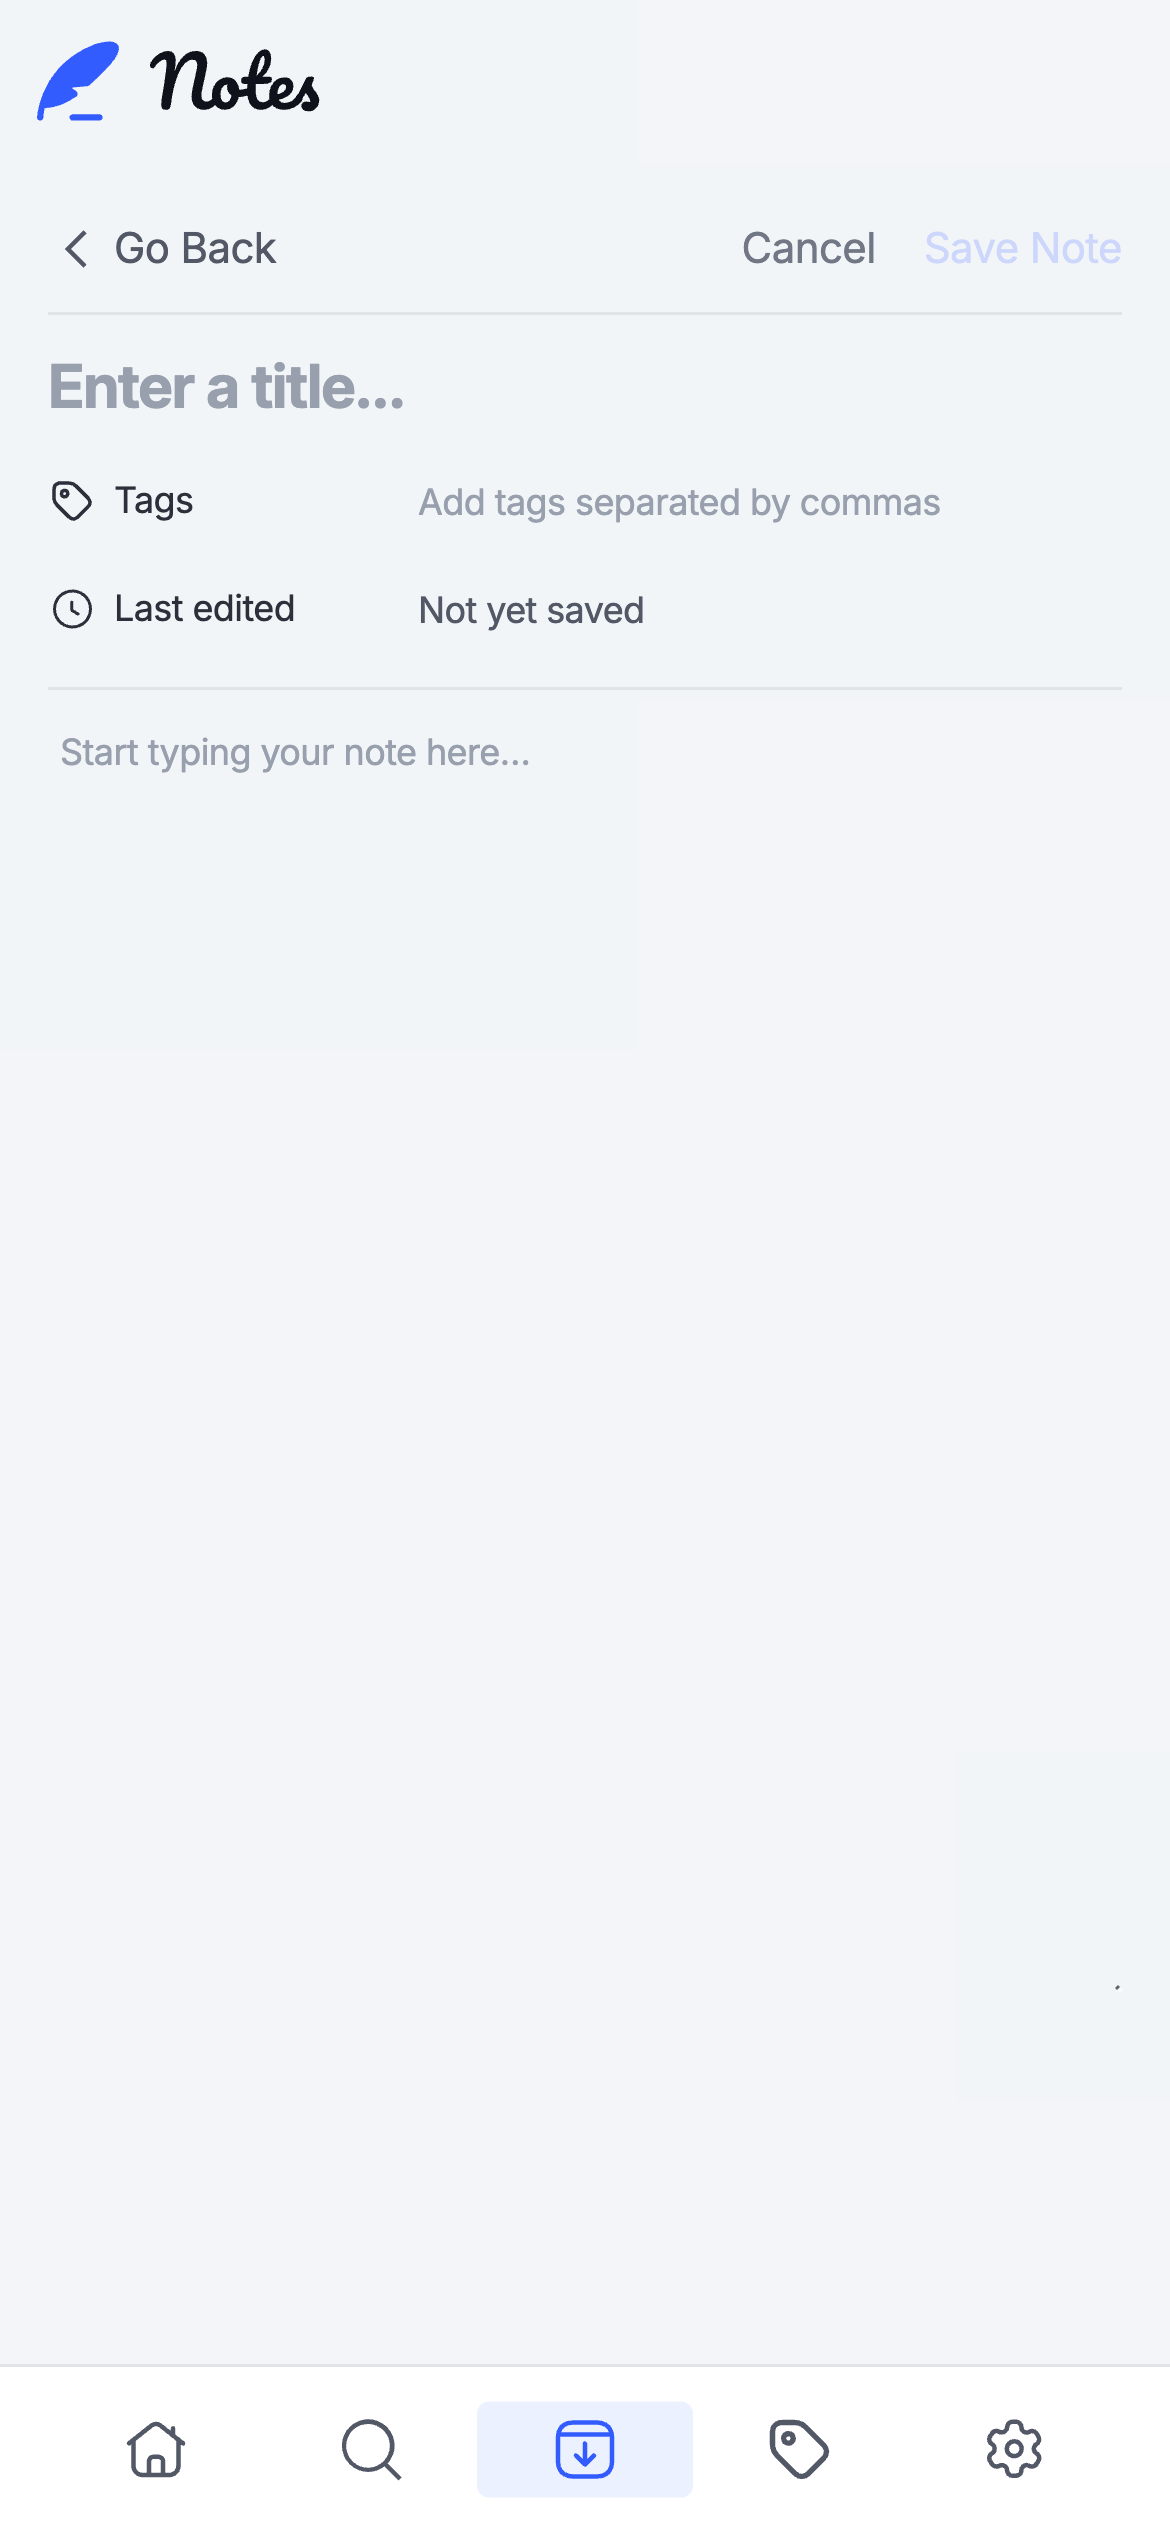 Notes
Go Back
Cancel
Save Note
Enter a title...
Tags
Add tags separated by commas
Last edited
Not yet saved
Start typing your note here...